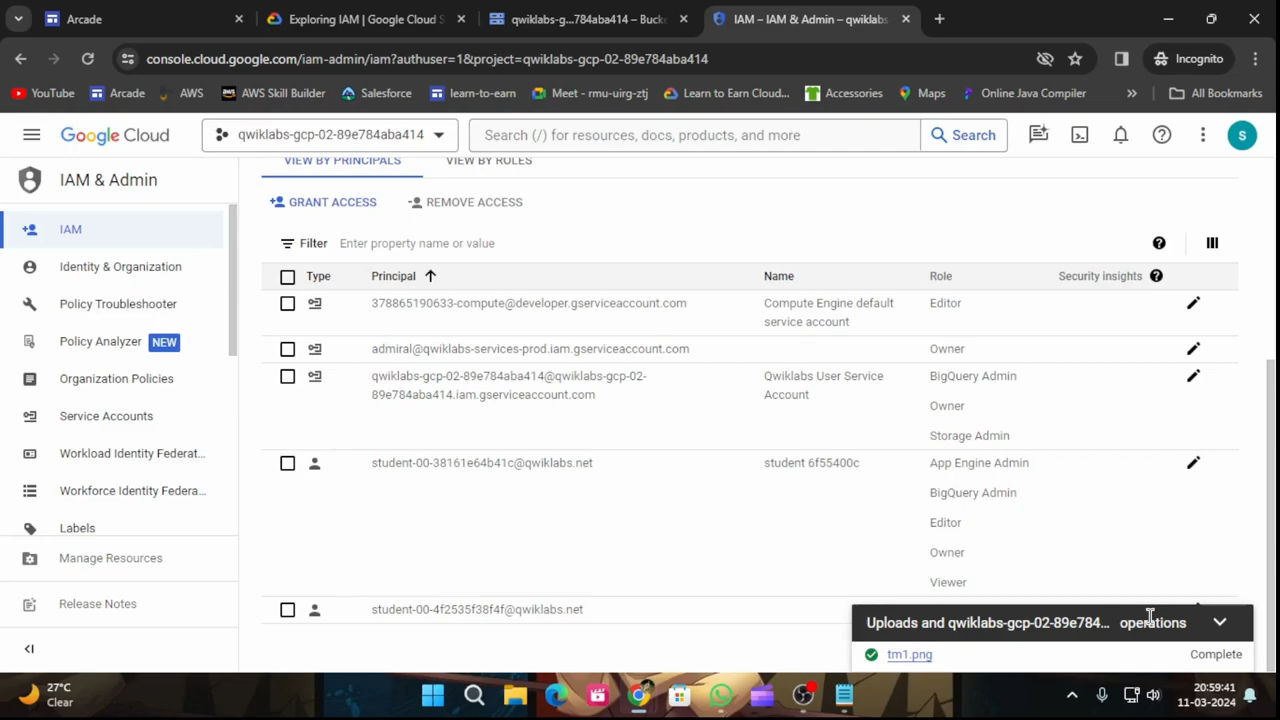 Arcade
Exploring IAM | Google Cloud S
qwiklabs-g...784aba414 – Bucke
IAM – IAM & Admin – qwiklabs
console.cloud.google.com/iam-admin/iam?authuser=1&project=qwiklabs-gcp-02-89e784aba414
Incognito
YouTube
Arcade
AWS
AWS Skill Builder
Salesforce
learn-to-earn
Meet - rmu-uirg-ztj
Learn to Earn Cloud...
Accessories
Maps
Online Java Compiler
All Bookmarks
Google Cloud
qwiklabs-gcp-02-89e784aba414
Search (/) for resources, docs, products, and more
Search
S
IAM & Admin
IAM
Identity & Organization
Policy Troubleshooter
Policy Analyzer NEW
Organization Policies
Service Accounts
Workload Identity Federat...
Workforce Identity Federa...
Labels
Manage Resources
Release Notes
VIEW BY PRINCIPALS
VIEW BY ROLES
GRANT ACCESS
REMOVE ACCESS
Filter Enter property name or value
Type Principal Name Role Security insights
378865190633-compute@developer.gserviceaccount.com Compute Engine default Editor
service account
admiral@qwiklabs-services-prod.iam.gserviceaccount.com Owner
qwiklabs-gcp-02-89e784aba414@qwiklabs-gcp-02- Qwiklabs User Service BigQuery Admin
89e784aba414.iam.gserviceaccount.com Account
Owner
Storage Admin
student-00-38161e64b41c@qwiklabs.net student 6f55400c App Engine Admin
BigQuery Admin
Editor
Owner
Viewer
student-00-4f2535f38f4f@qwiklabs.net
Uploads and qwiklabs-gcp-02-89e784... operations
tm1.png Complete
27°C
Clear
20:59:41
11-03-2024